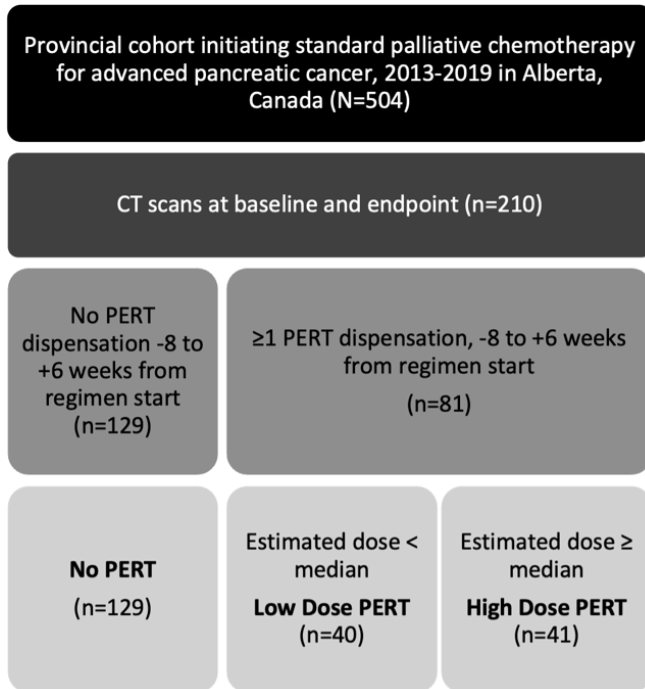 Provincial cohort initiating standard palliative chemotherapy
for advanced pancreatic cancer, 2013-2019 in Alberta,
Canada (N=504)
CT scans at baseline and endpoint (n=210)
No PERT
dispensation -8 to
+6 weeks from
regimen start
(n=129)
≥1 PERT dispensation, -8 to +6 weeks
from regimen start
(n=81)
No PERT
(n=129)
Estimated dose <
median
Low Dose PERT
(n=40)
Estimated dose ≥
median
High Dose PERT
(n=41)